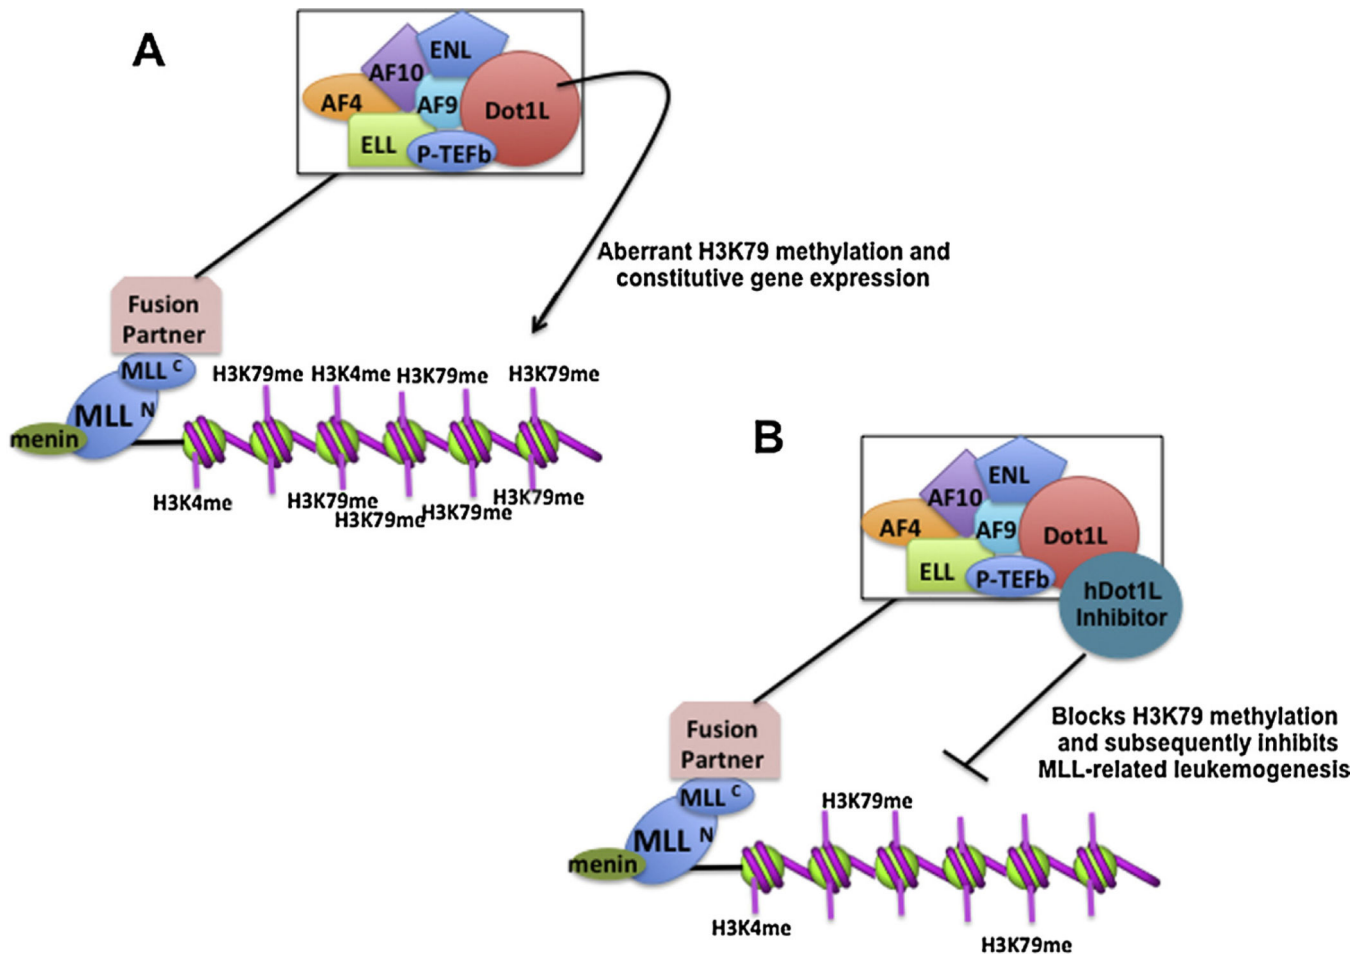 A
ENL
AF10
AF4
AF9
Dot1L
ELL
P-TEFb
Aberrant H3K79 methylation and
constitutive gene expression
Fusion
Partner
MLL C
MLL N
menin
H3K79me
H3K4me
H3K79me
H3K79me
H3K4me
H3K79me
H3K79me
H3K79me
H3K79me
B
ENL
AF10
AF4
AF9
Dot1L
ELL
P-TEFb
hDot1L
Inhibitor
Blocks H3K79 methylation
and subsequently inhibits
MLL-related leukemogenesis
Fusion
Partner
MLL C
MLL N
menin
H3K79me
H3K4me
H3K79me